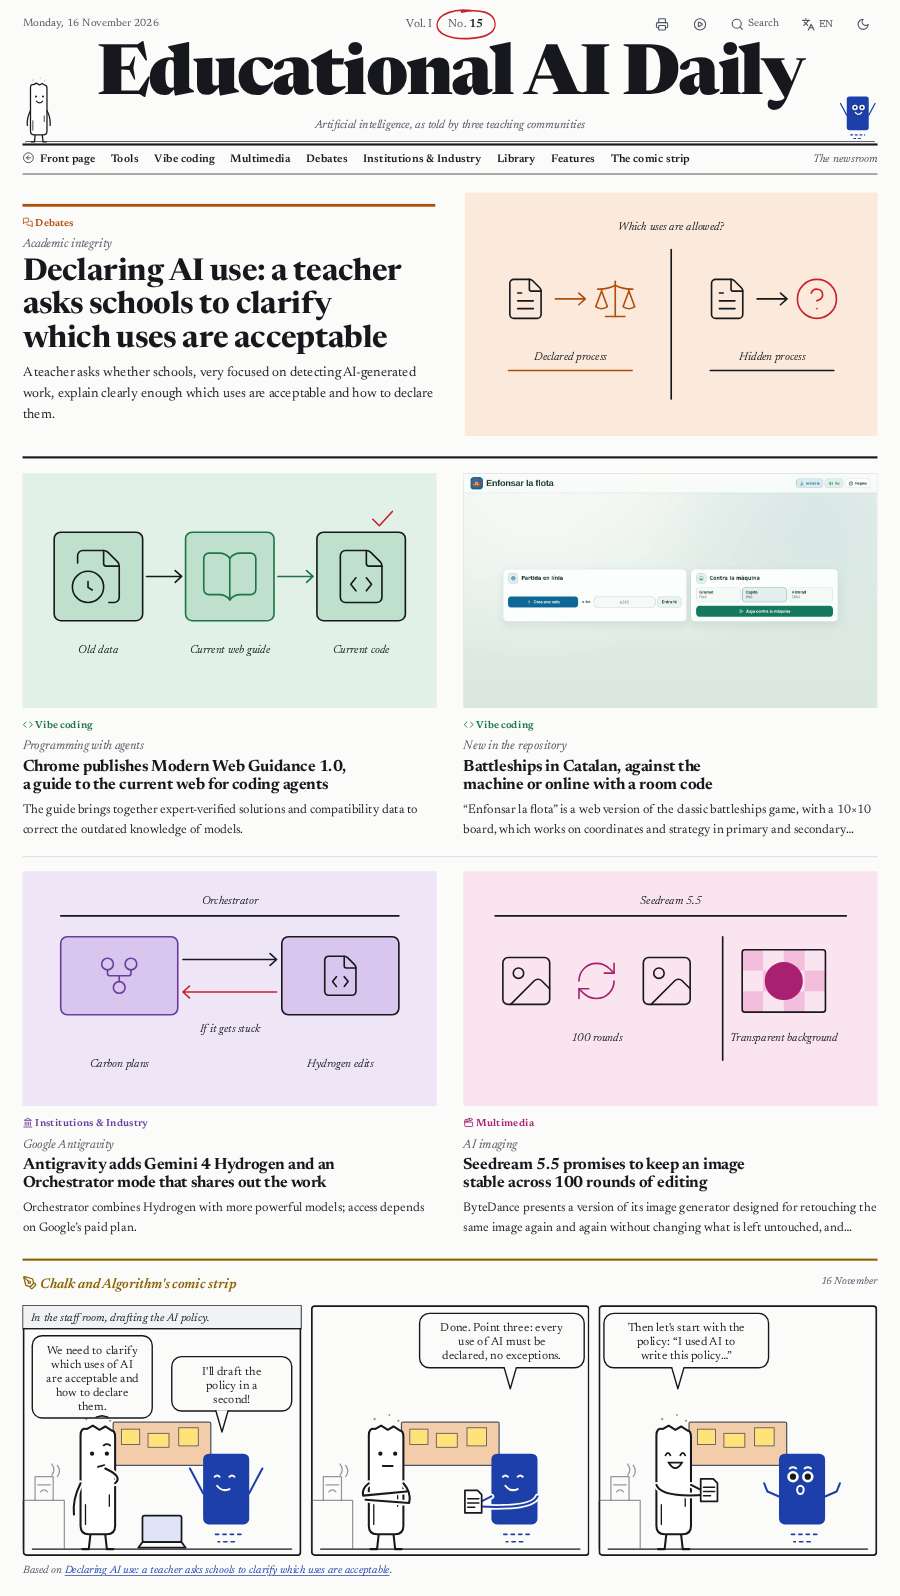 Monday, 16 November 2026
Vol. I No. 15
Search
EN
Educational AI Daily
Artificial intelligence, as told by three teaching communities
Front page Tools Vibe coding Multimedia Debates Institutions & Industry Library Features The comic strip The newsroom
Debates
Academic integrity
Declaring AI use: a teacher
asks schools to clarify
which uses are acceptable
A teacher asks whether schools, very focused on detecting AI-generated
work, explain clearly enough which uses are acceptable and how to declare
them.
Which uses are allowed?
Declared process
Hidden process
Old data
Current web guide
Current code
Vibe coding
Programming with agents
Chrome publishes Modern Web Guidance 1.0,
a guide to the current web for coding agents
The guide brings together expert-verified solutions and compatibility data to
correct the outdated knowledge of models.
Enfonsar la flota
Partida en línia
Crea una sala
Entra-hi
Contra la màquina
Juga contra la màquina
Vibe coding
New in the repository
Battleships in Catalan, against the
machine or online with a room code
“Enfonsar la flota” is a web version of the classic battleships game, with a 10×10
board, which works on coordinates and strategy in primary and secondary...
Orchestrator
If it gets stuck
Carbon plans
Hydrogen edits
Institutions & Industry
Google Antigravity
Antigravity adds Gemini 4 Hydrogen and an
Orchestrator mode that shares out the work
Orchestrator combines Hydrogen with more powerful models; access depends
on Google’s paid plan.
Seedream 5.5
100 rounds
Transparent background
Multimedia
AI imaging
Seedream 5.5 promises to keep an image
stable across 100 rounds of editing
ByteDance presents a version of its image generator designed for retouching the
same image again and again without changing what is left untouched, and...
Chalk and Algorithm's comic strip
16 November
In the staff room, drafting the AI policy.
We need to clarify
which uses of AI
are acceptable and
how to declare
them.
I'll draft the
policy in a
second!
Done. Point three: every
use of AI must be
declared, no exceptions.
Then let's start with the
policy: “I used AI to
write this policy...”
Based on Declaring AI use: a teacher asks schools to clarify which uses are acceptable.